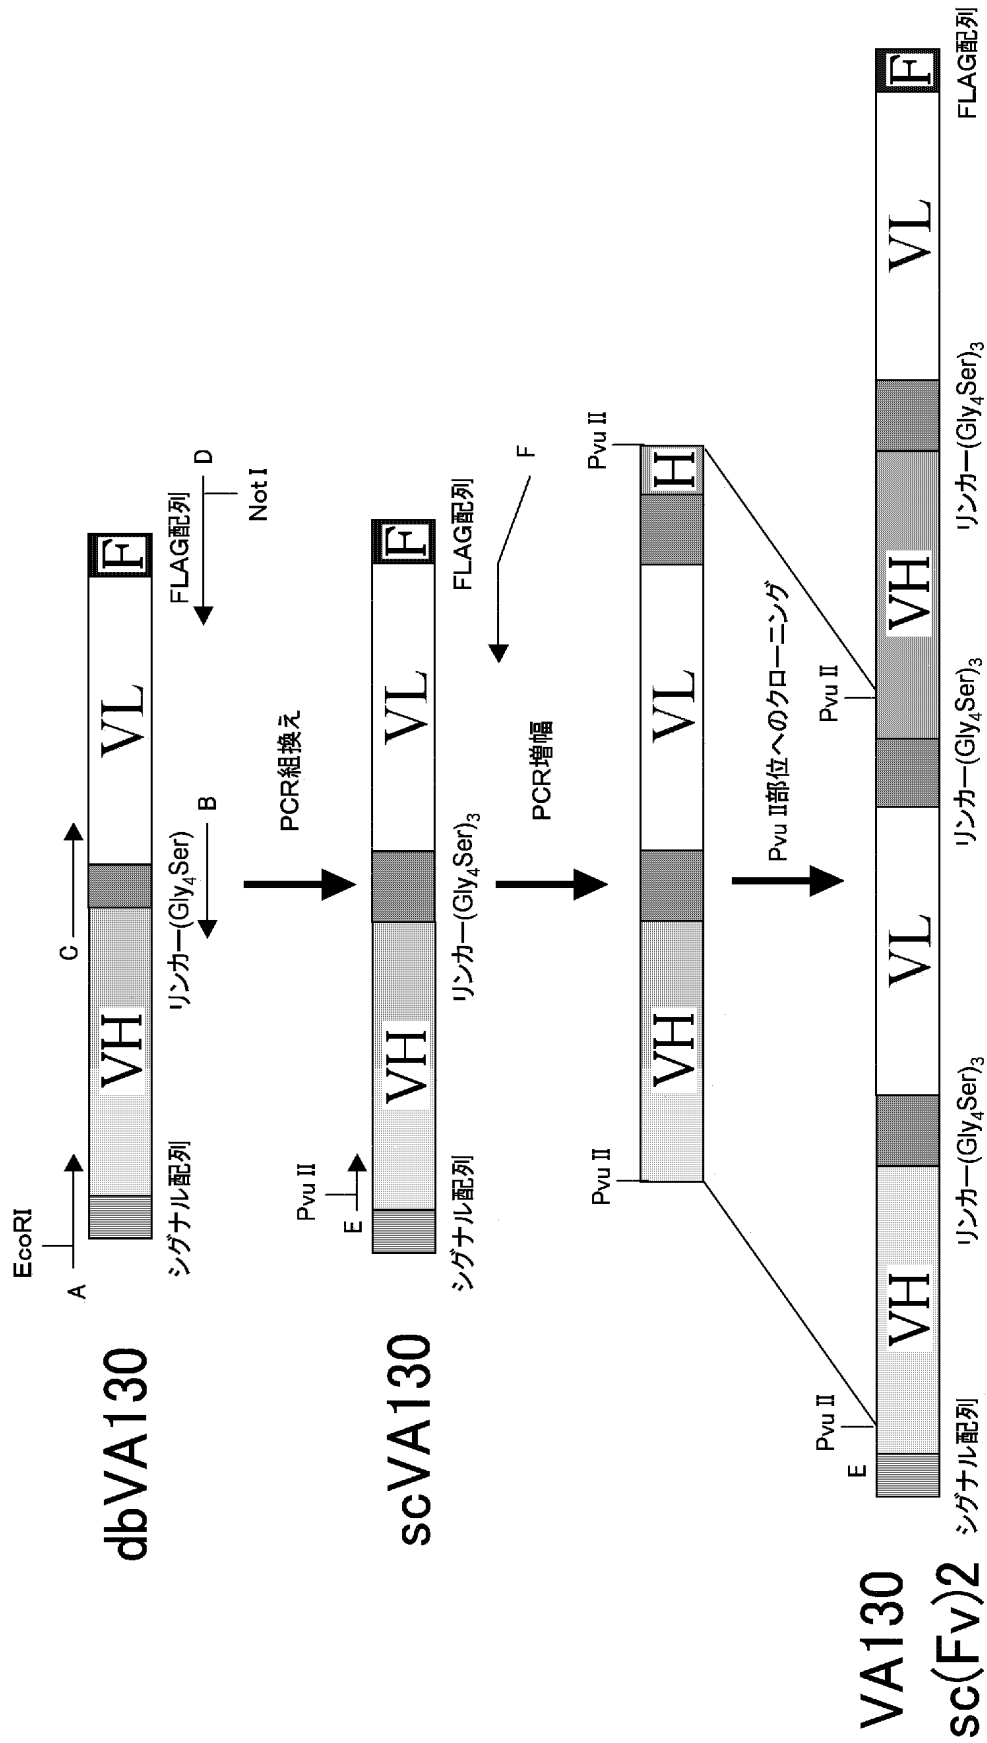 dbVA130
EcoRI
A
C
VH
VL
F
シグナル配列
リンカー(Gly₄Ser)
FLAG配列
B
D
Not I
PCR組換え
scVA130
Pvu II
E
VH
VL
F
シグナル配列
リンカー(Gly₄Ser)₃
FLAG配列
F
PCR増幅
Pvu II
Pvu II
VH
VL
H
Pvu II部位へのクローニング
VA130
sc(Fv)2
E
Pvu II
Pvu II
VH
VL
VH
VL
F
シグナル配列
リンカー(Gly₄Ser)₃
リンカー(Gly₄Ser)₃
リンカー(Gly₄Ser)₃
FLAG配列